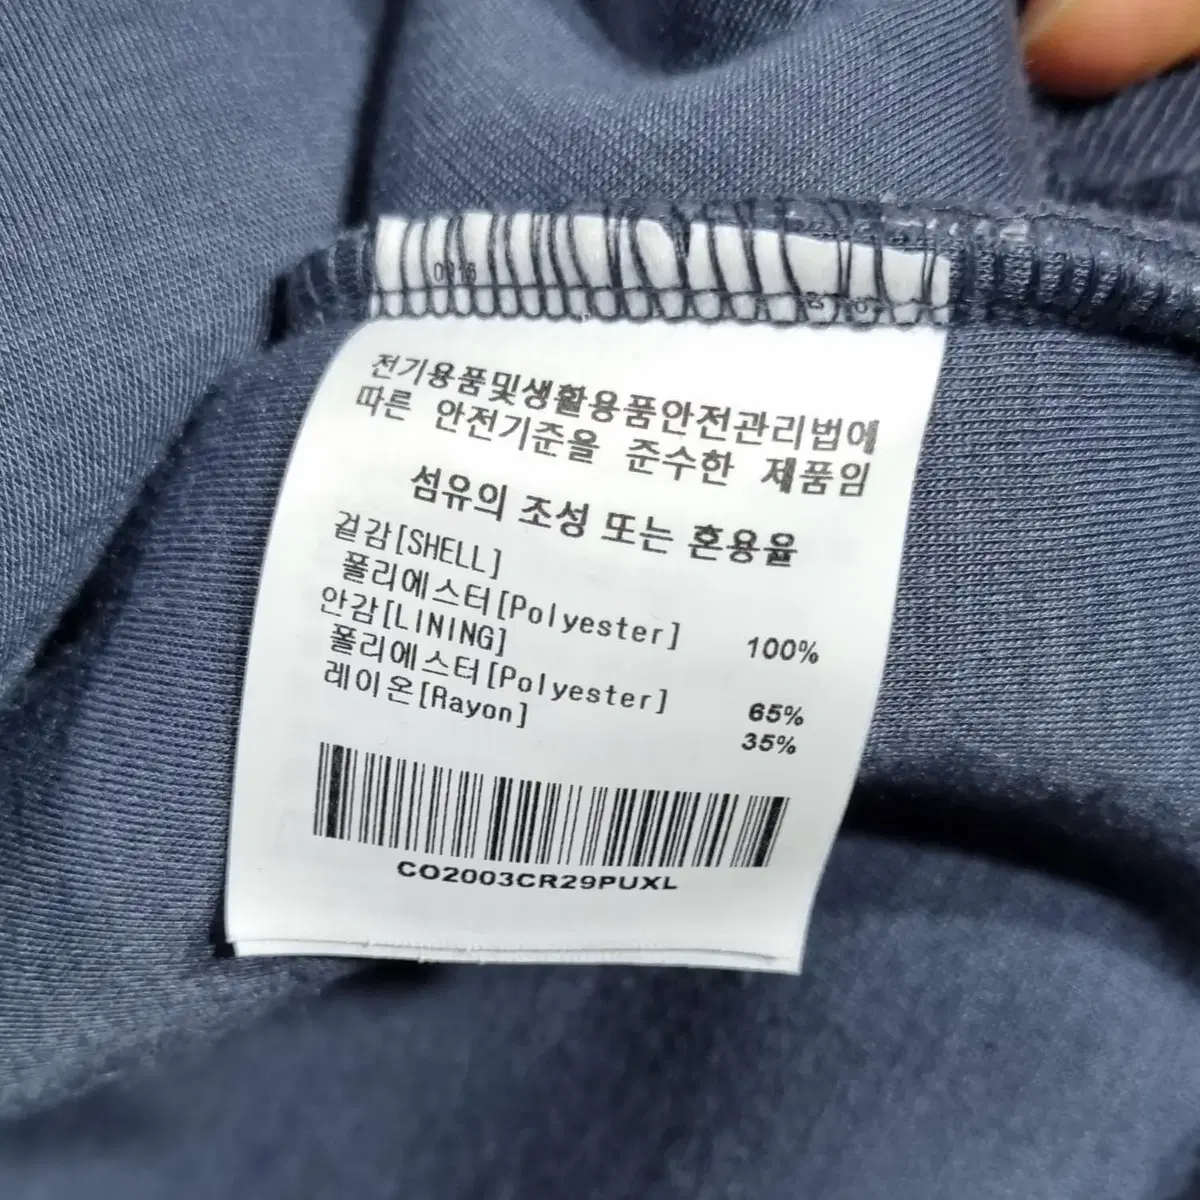 전기용품및생활용품안전관리법에
따른 안전기준을 준수한 제품임
섬유의 조성 또는 혼용율
겉감[SHELL]
폴리에스터[Polyester] 100%
안감[LINING]
폴리에스터[Polyester] 65%
레이온[Rayon] 35%
CO2003CR29PUXL